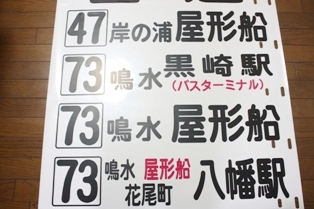 47 岸の浦 屋形船
73 鳴水 黒崎駅
(バスターミナル)
73 鳴水 屋形船
73 鳴水 屋形船 八幡駅
花尾町